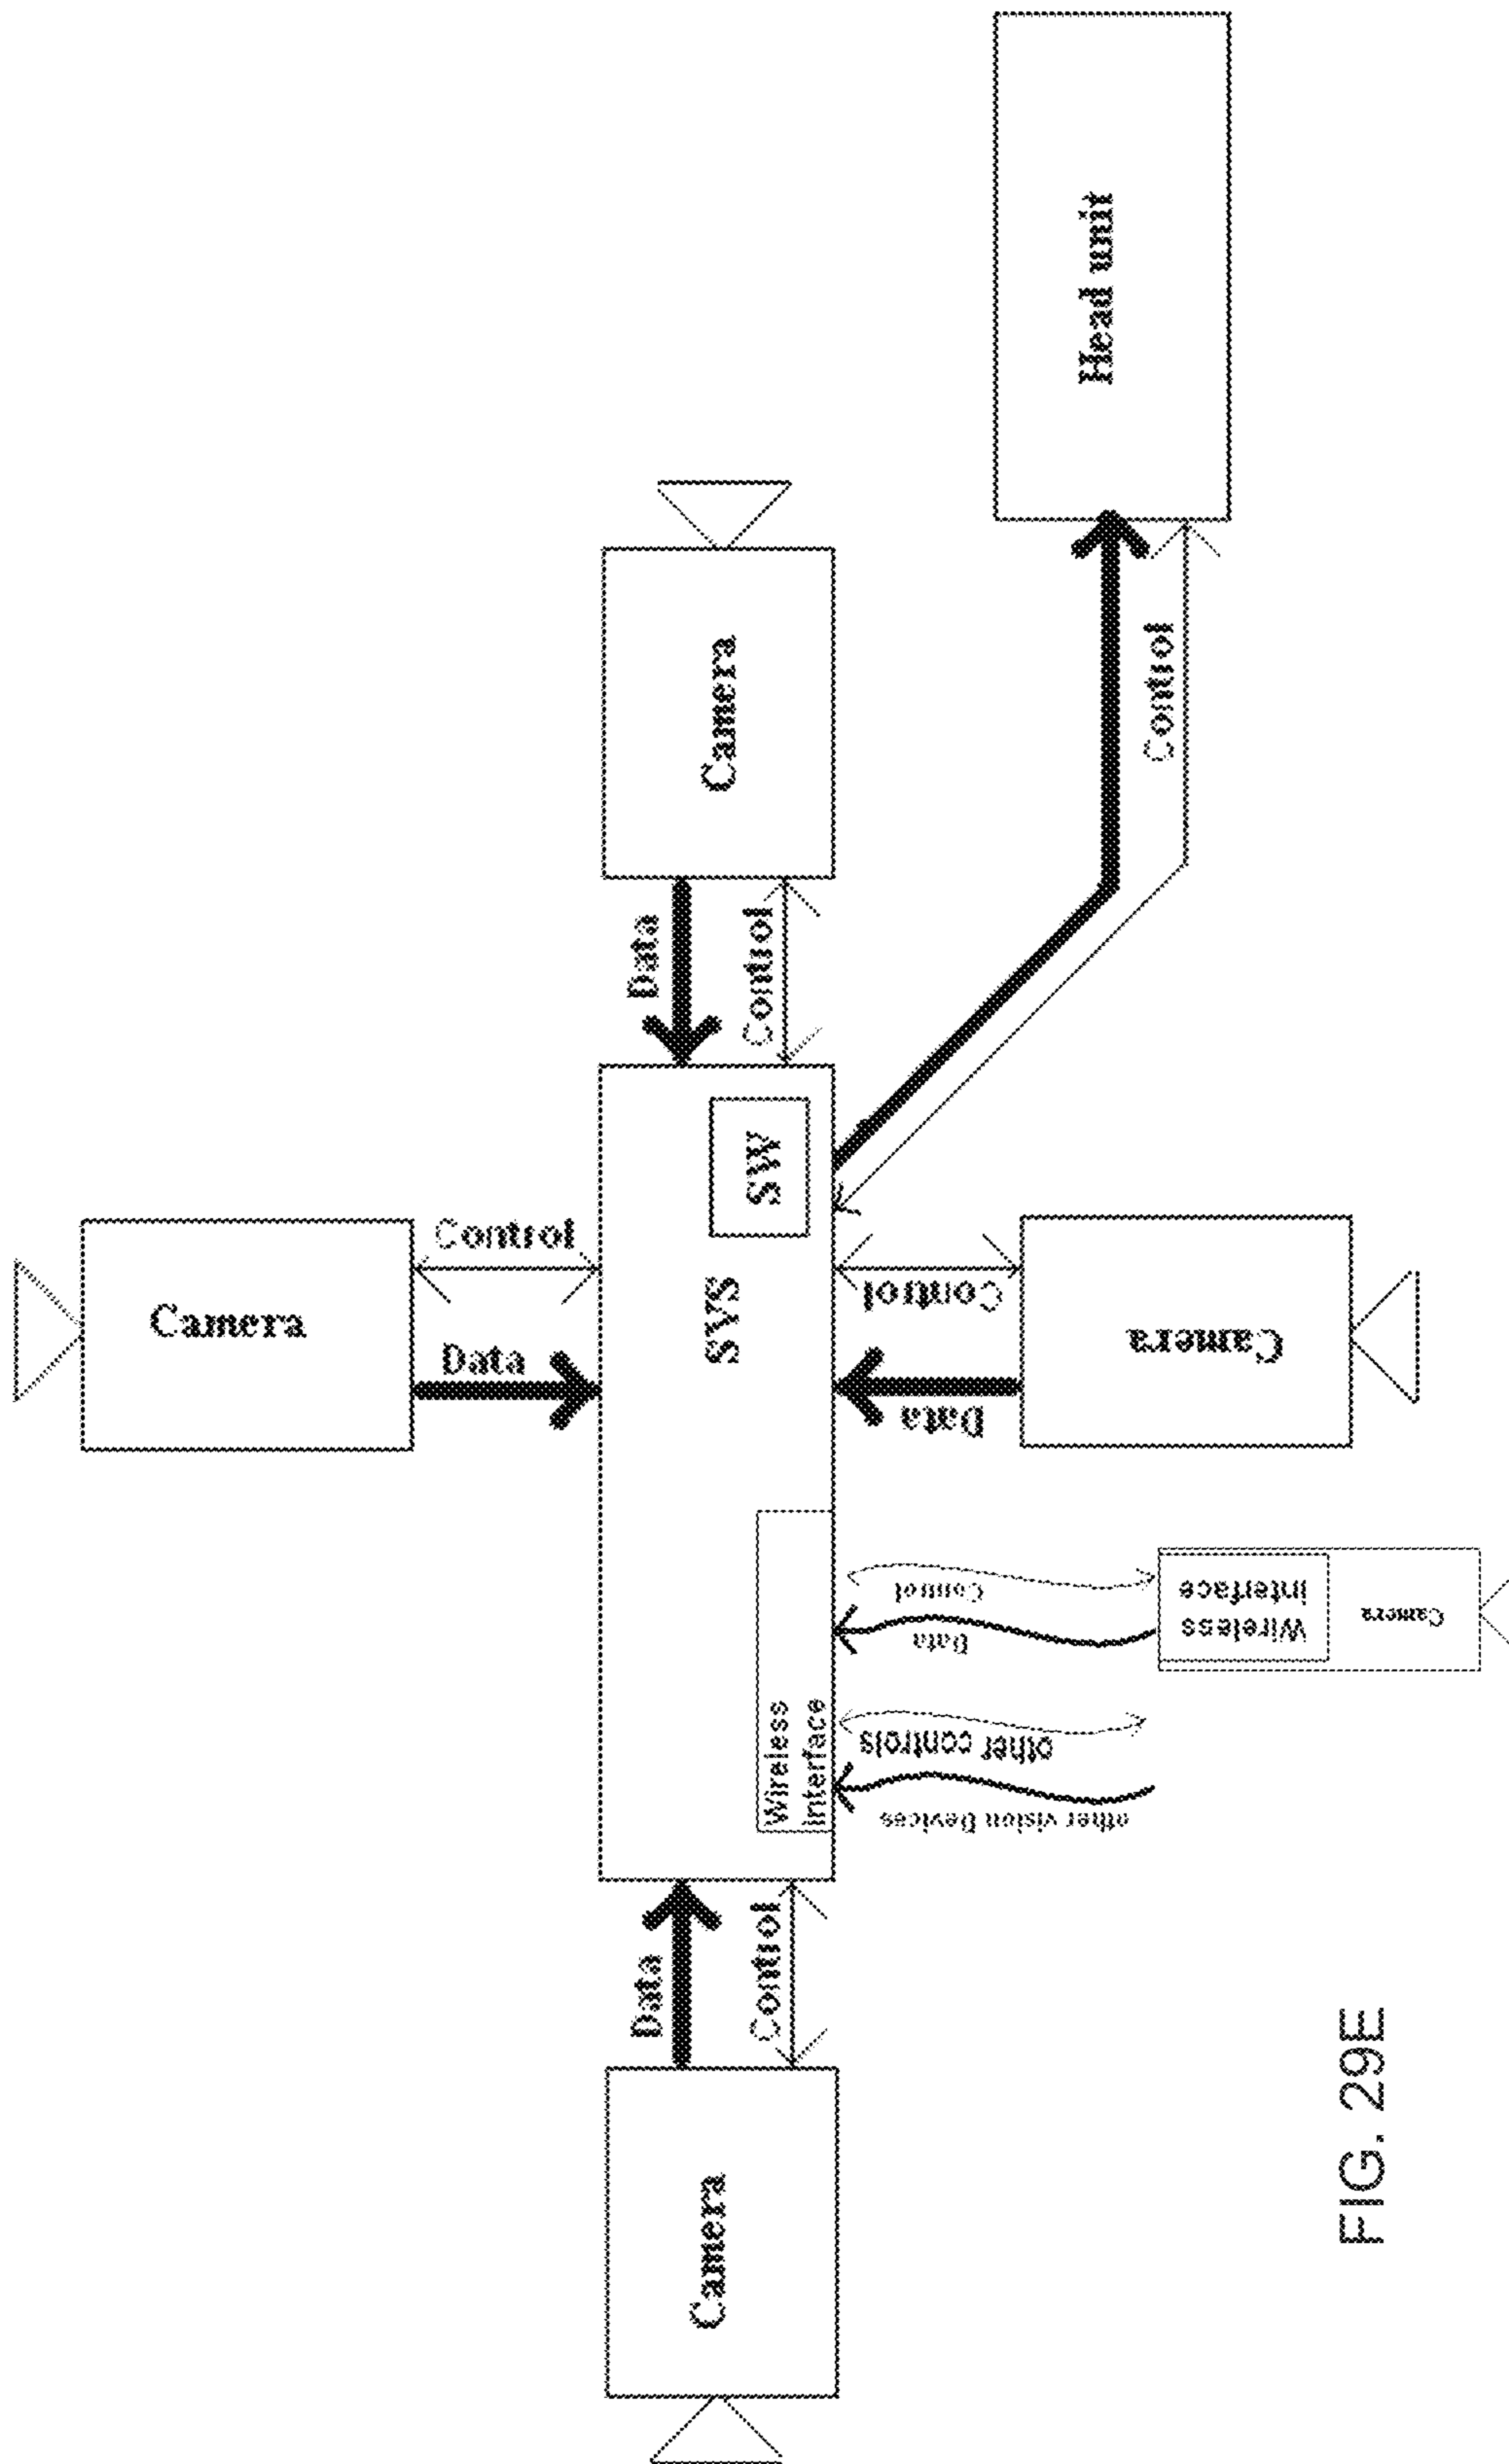 Camera
Control
Data
Camera
Data
Control
Head unit
Control
SVS
SW
Control
Data
Camera
Wireless
Interface
Control
Data
Wireless
interface
Camera
other controls
other vision Devices
Data
Control
Camera
FIG. 29E